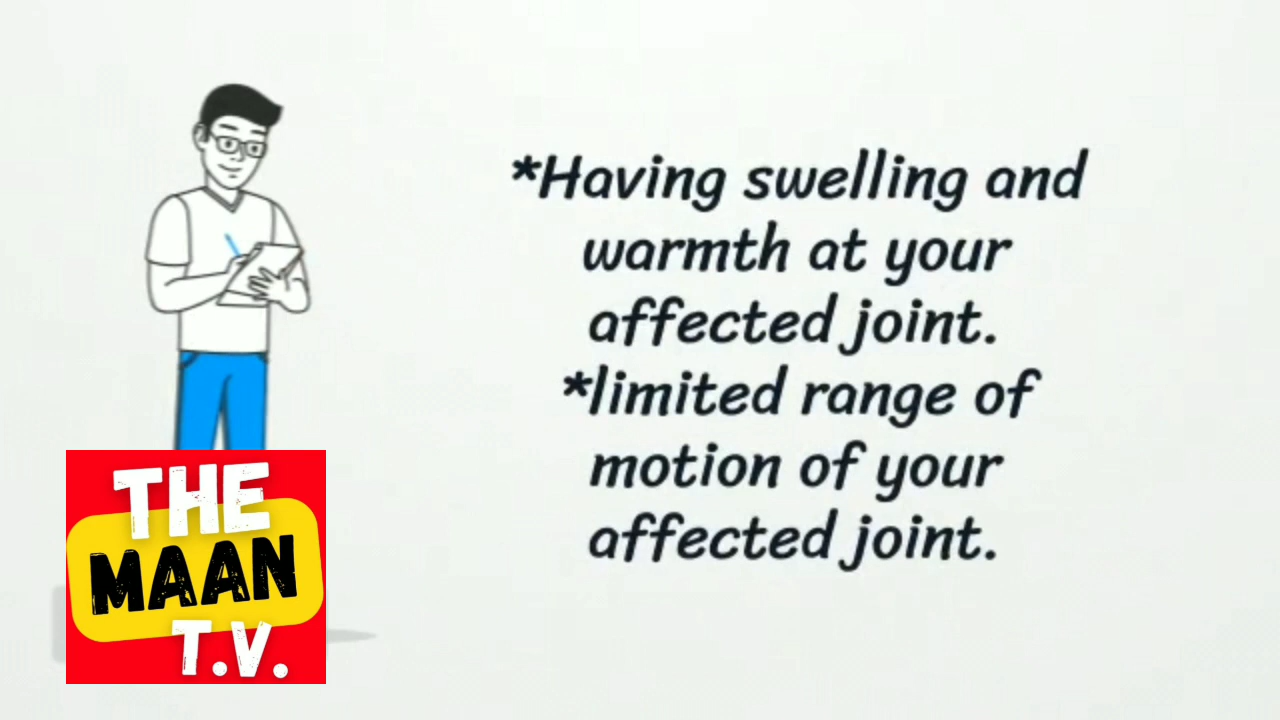 *Having swelling and
warmth at your
affected joint.
*limited range of
motion of your
affected joint.
THE
MAAN
T.V.